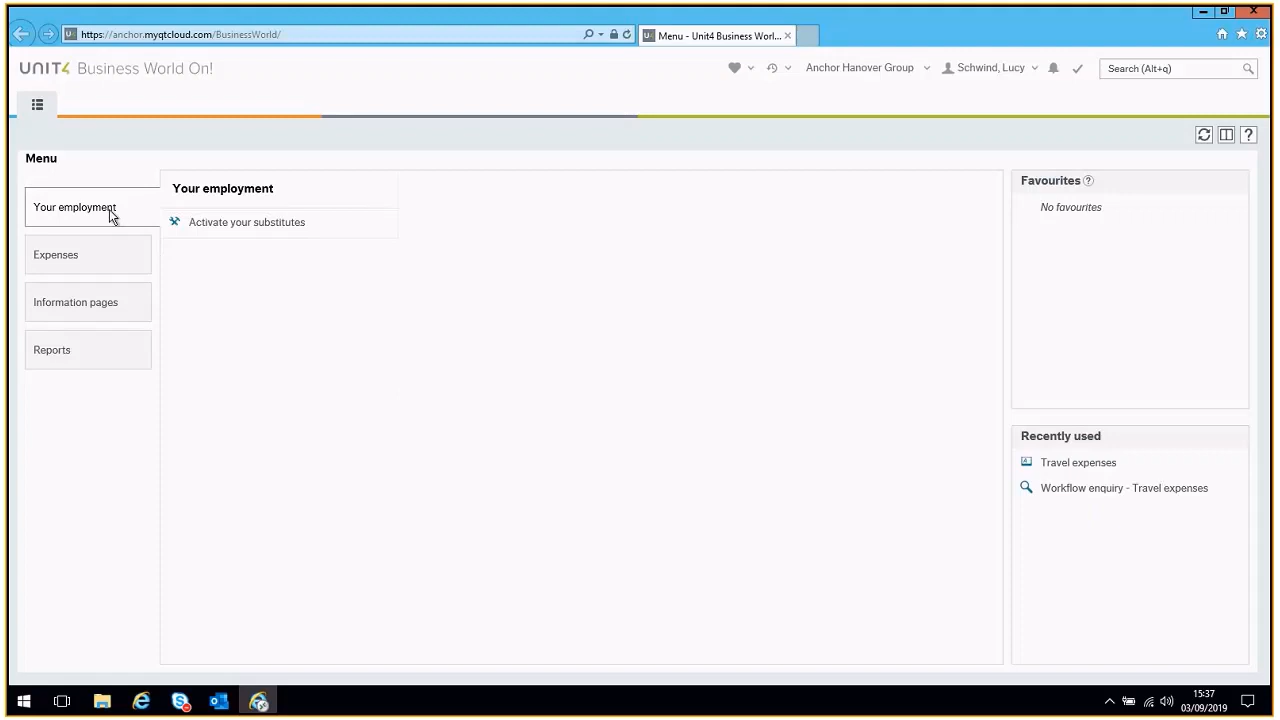 https://anchor.myqtcloud.com/BusinessWorld/
Menu - Unit4 Business Worl...
UNIT4 Business World On!
Anchor Hanover Group
Schwind, Lucy
Search (Alt+q)
Menu
Your employment
Expenses
Information pages
Reports
Your employment
Activate your substitutes
Favourites
No favourites
Recently used
Travel expenses
Workflow enquiry - Travel expenses
15:37
03/09/2019